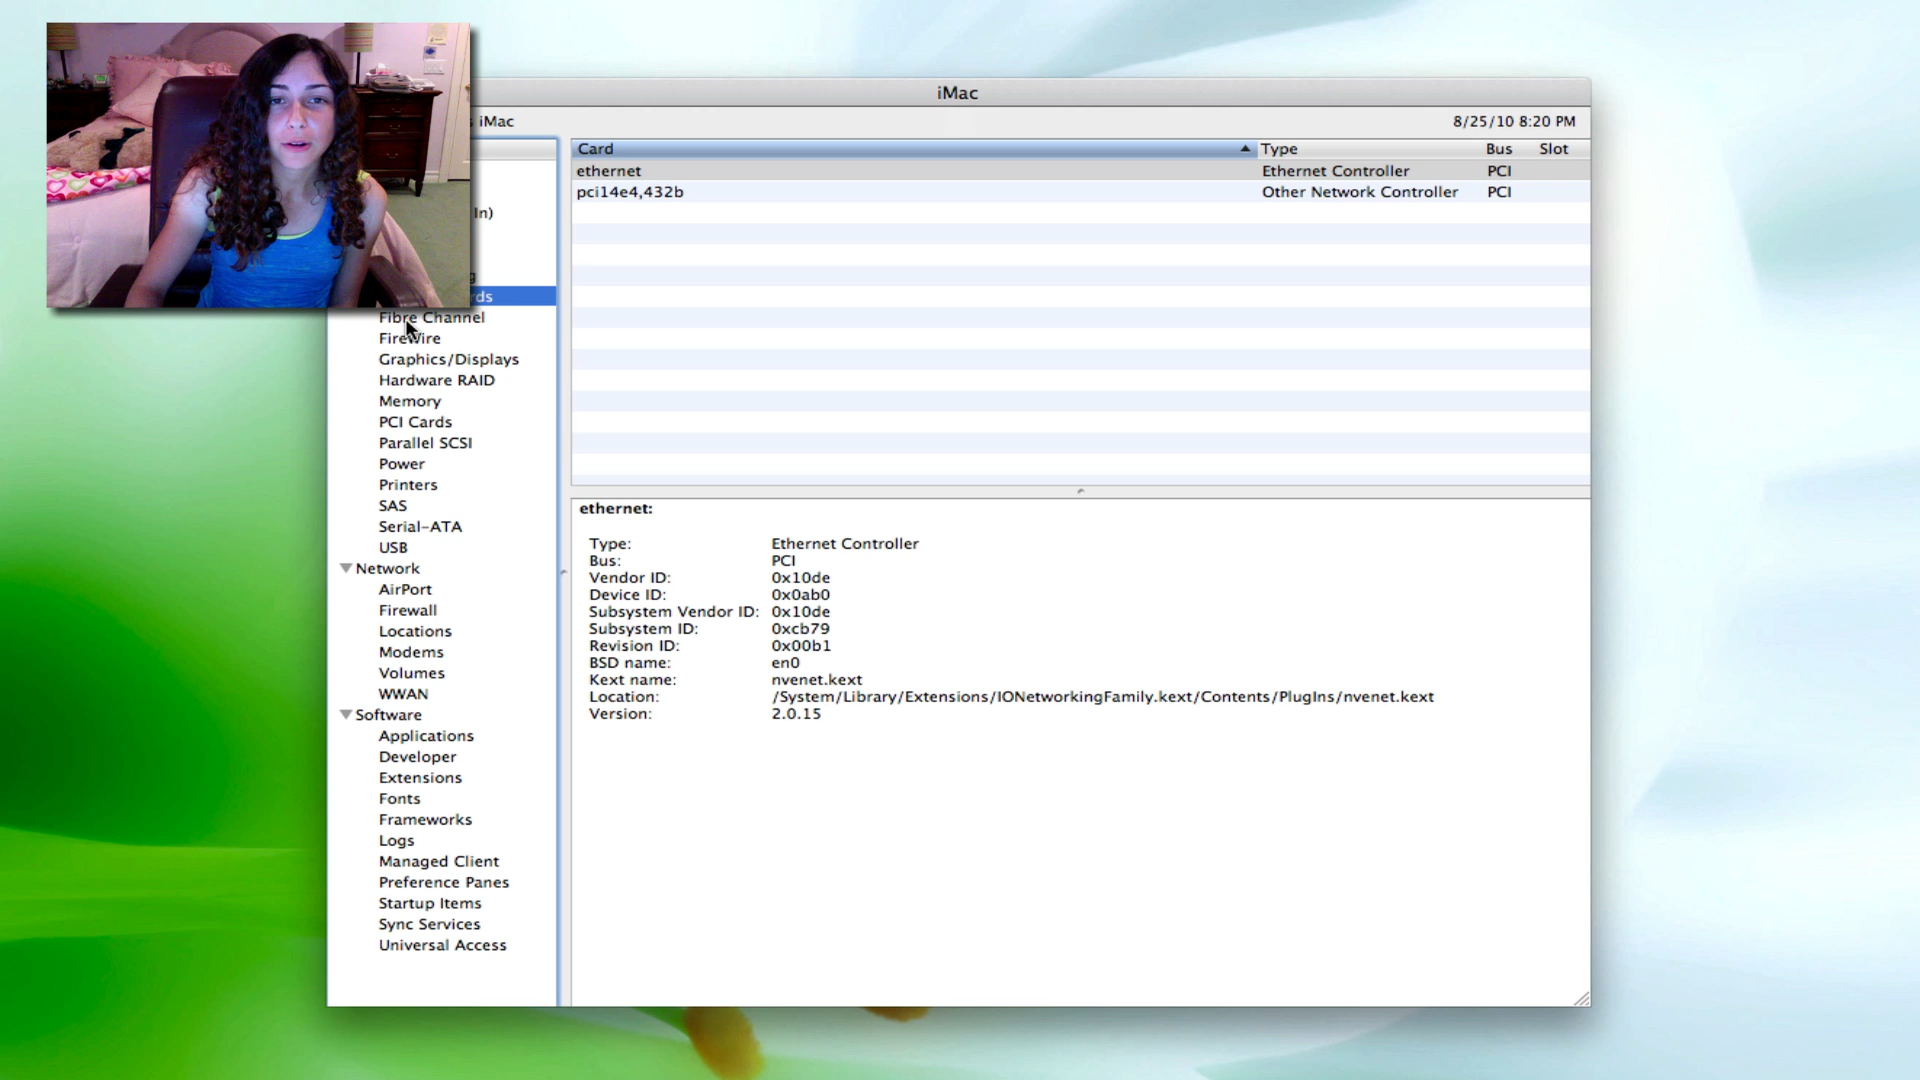 iMac
iMac
8/25/10 8:20 PM
Card Type Bus Slot
ethernet Ethernet Controller PCI
pci14e4,432b Other Network Controller PCI
In)
Fibre Channel
FireWire
Graphics/Displays
Hardware RAID
Memory
PCI Cards
Parallel SCSI
Power
Printers
SAS
Serial-ATA
USB
Network
AirPort
Firewall
Locations
Modems
Volumes
WWAN
Software
Applications
Developer
Extensions
Fonts
Frameworks
Logs
Managed Client
Preference Panes
Startup Items
Sync Services
Universal Access
ethernet:
Type: Ethernet Controller
Bus: PCI
Vendor ID: 0x10de
Device ID: 0x0ab0
Subsystem Vendor ID: 0x10de
Subsystem ID: 0xcb79
Revision ID: 0x00b1
BSD name: en0
Kext name: nvenet.kext
Location: /System/Library/Extensions/IONetworkingFamily.kext/Contents/PlugIns/nvenet.kext
Version: 2.0.15